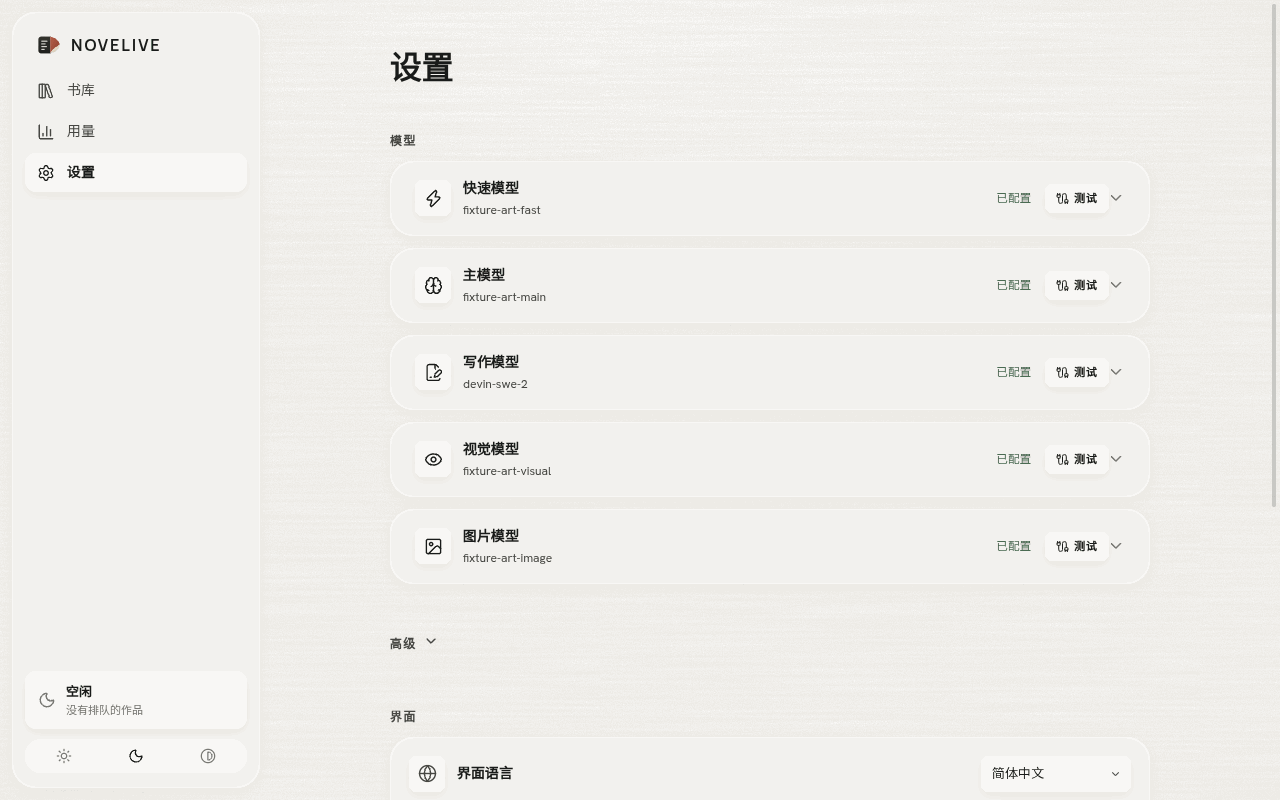 NOVELIVE
书库
用量
设置
空闲
没有排队的作品
设置
模型
快速模型
fixture-art-fast
已配置
测试
主模型
fixture-art-main
已配置
测试
写作模型
devin-swe-2
已配置
测试
视觉模型
fixture-art-visual
已配置
测试
图片模型
fixture-art-image
已配置
测试
高级
界面
界面语言
简体中文